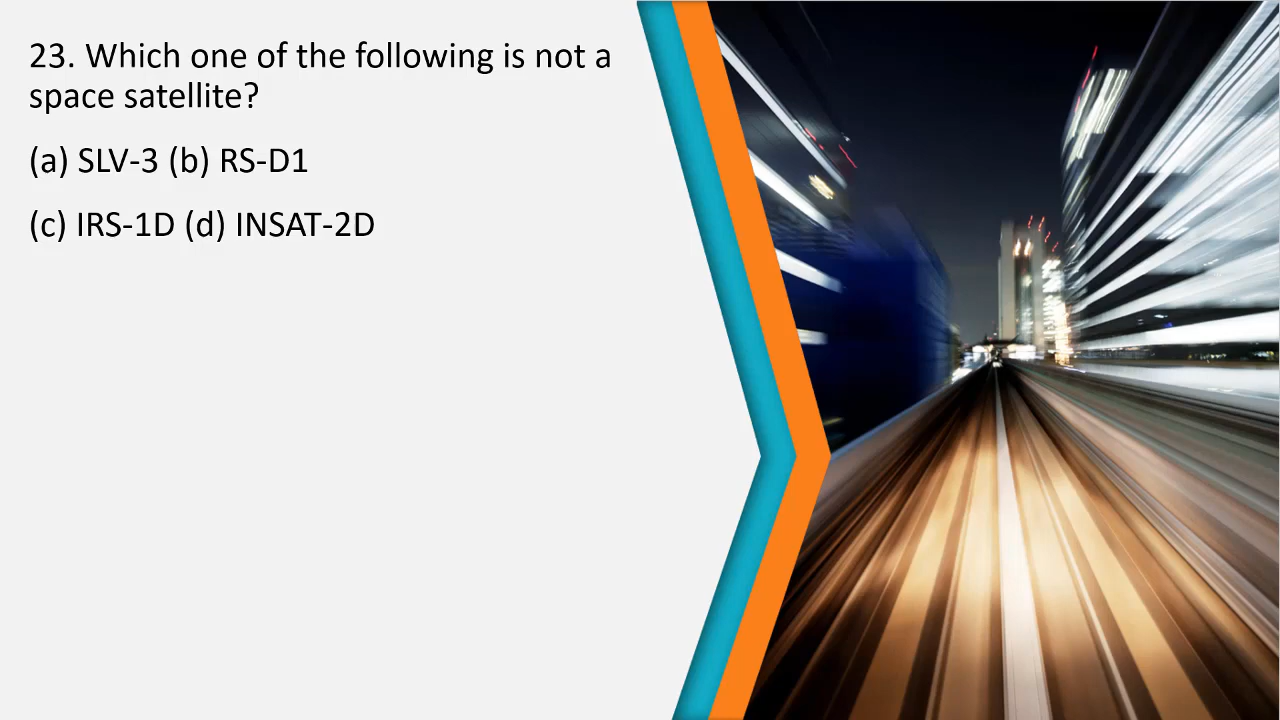 23. Which one of the following is not a
space satellite?
(a) SLV-3 (b) RS-D1
(c) IRS-1D (d) INSAT-2D